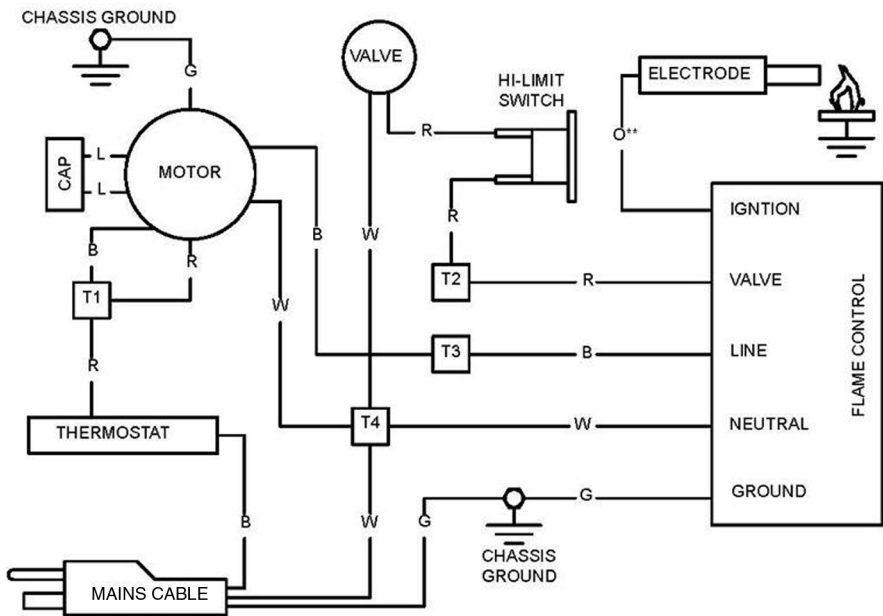 CHASSIS GROUND
G
VALVE
ELECTRODE
HI-LIMIT
SWITCH
R
O**
CAP
L
L
MOTOR
IGNTION
R
B
R
B
W
W
T1
T2
R
VALVE
R
T3
B
LINE
FLAME CONTROL
THERMOSTAT
T4
W
NEUTRAL
GROUND
B
W
G
G
CHASSIS
GROUND
MAINS CABLE